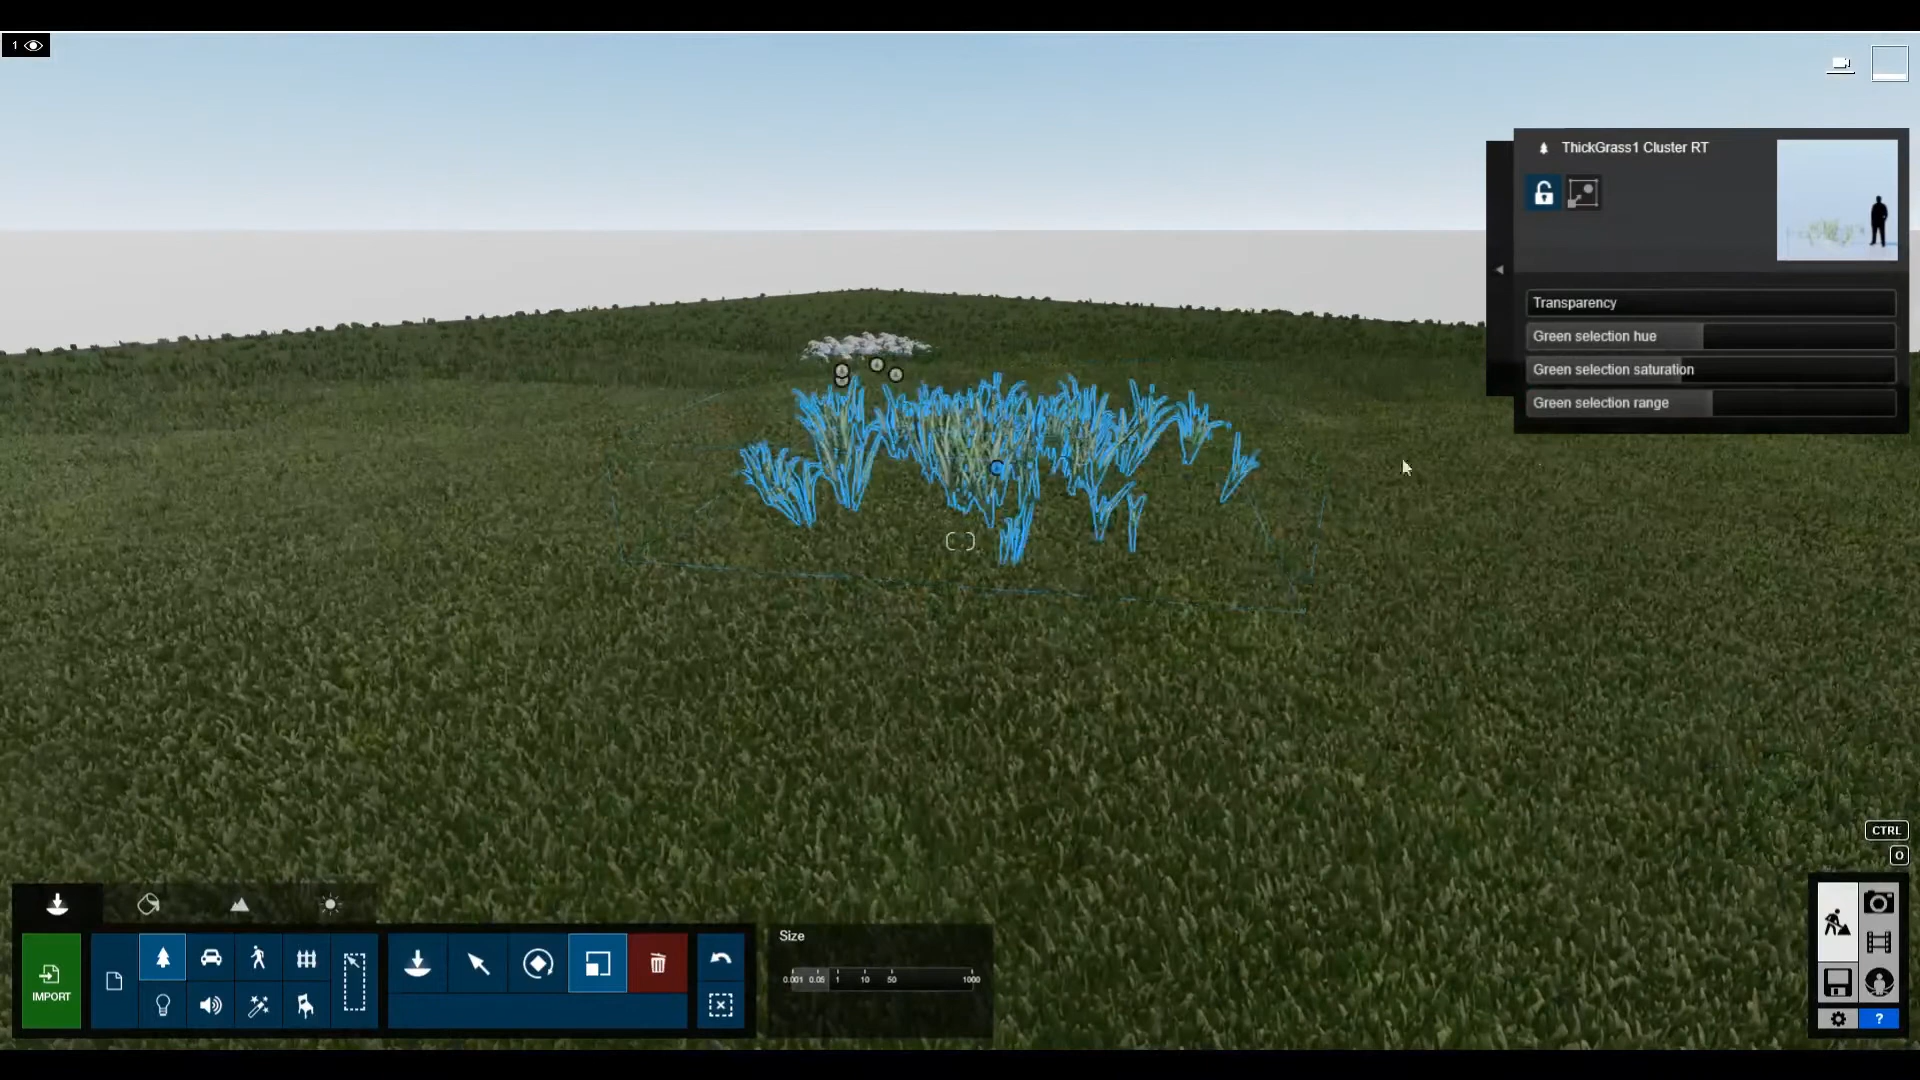 1
ThickGrass1 Cluster RT
Transparency
Green selection hue
Green selection saturation
Green selection range
CTRL
O
IMPORT
Size
0.001 0.05 1 10 50 1000
?